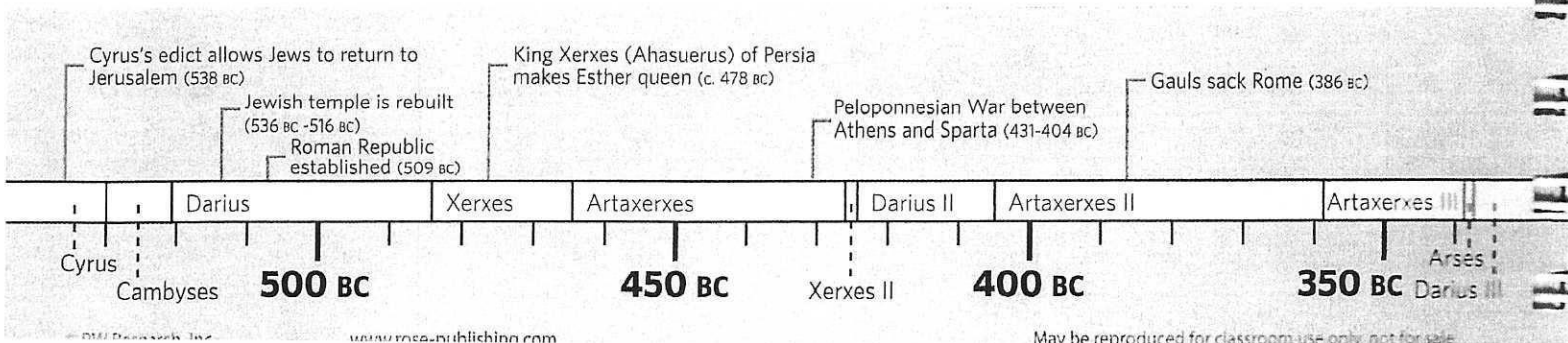 Cyrus's edict allows Jews to return to
Jerusalem (538 BC)
Jewish temple is rebuilt
(536 BC -516 BC)
Roman Republic
established (509 BC)
King Xerxes (Ahasuerus) of Persia
makes Esther queen (c. 478 BC)
Peloponnesian War between
Athens and Sparta (431-404 BC)
Gauls sack Rome (386 BC)
Darius
Xerxes
Artaxerxes
Darius II
Artaxerxes II
Artaxerxes III
Cyrus
Cambyses
500 BC
450 BC
Xerxes II
400 BC
350 BC
Arses
Darius III
RW Research, Inc.
www.rose-publishing.com
May be reproduced for classroom use only, not for sale